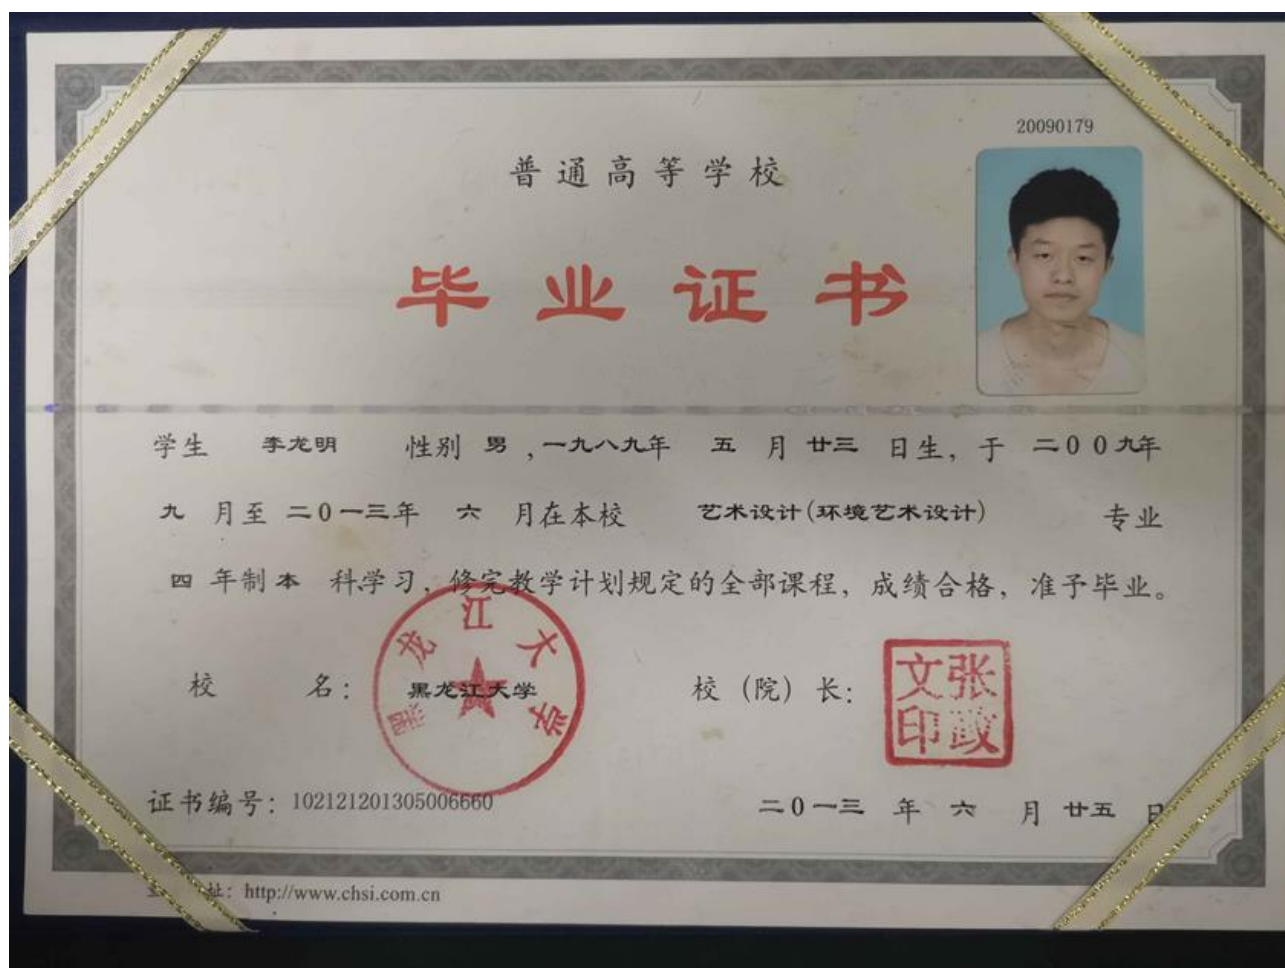 20090179
普通高等学校
毕业证书
学生 李龙明 性别 男 ,一九八九年 五 月 廿三 日生, 于 二00九年
九 月至 二0一三年 六 月在本校 艺术设计(环境艺术设计) 专业
四 年制 本 科学习, 修完教学计划规定的全部课程, 成绩合格, 准予毕业。
校 名: 黑龙江大学 校 (院) 长:
黑龙江大学
张政文印
证书编号: 102121201305006660 二0一三 年 六 月 廿五 日
址: http://www.chsi.com.cn